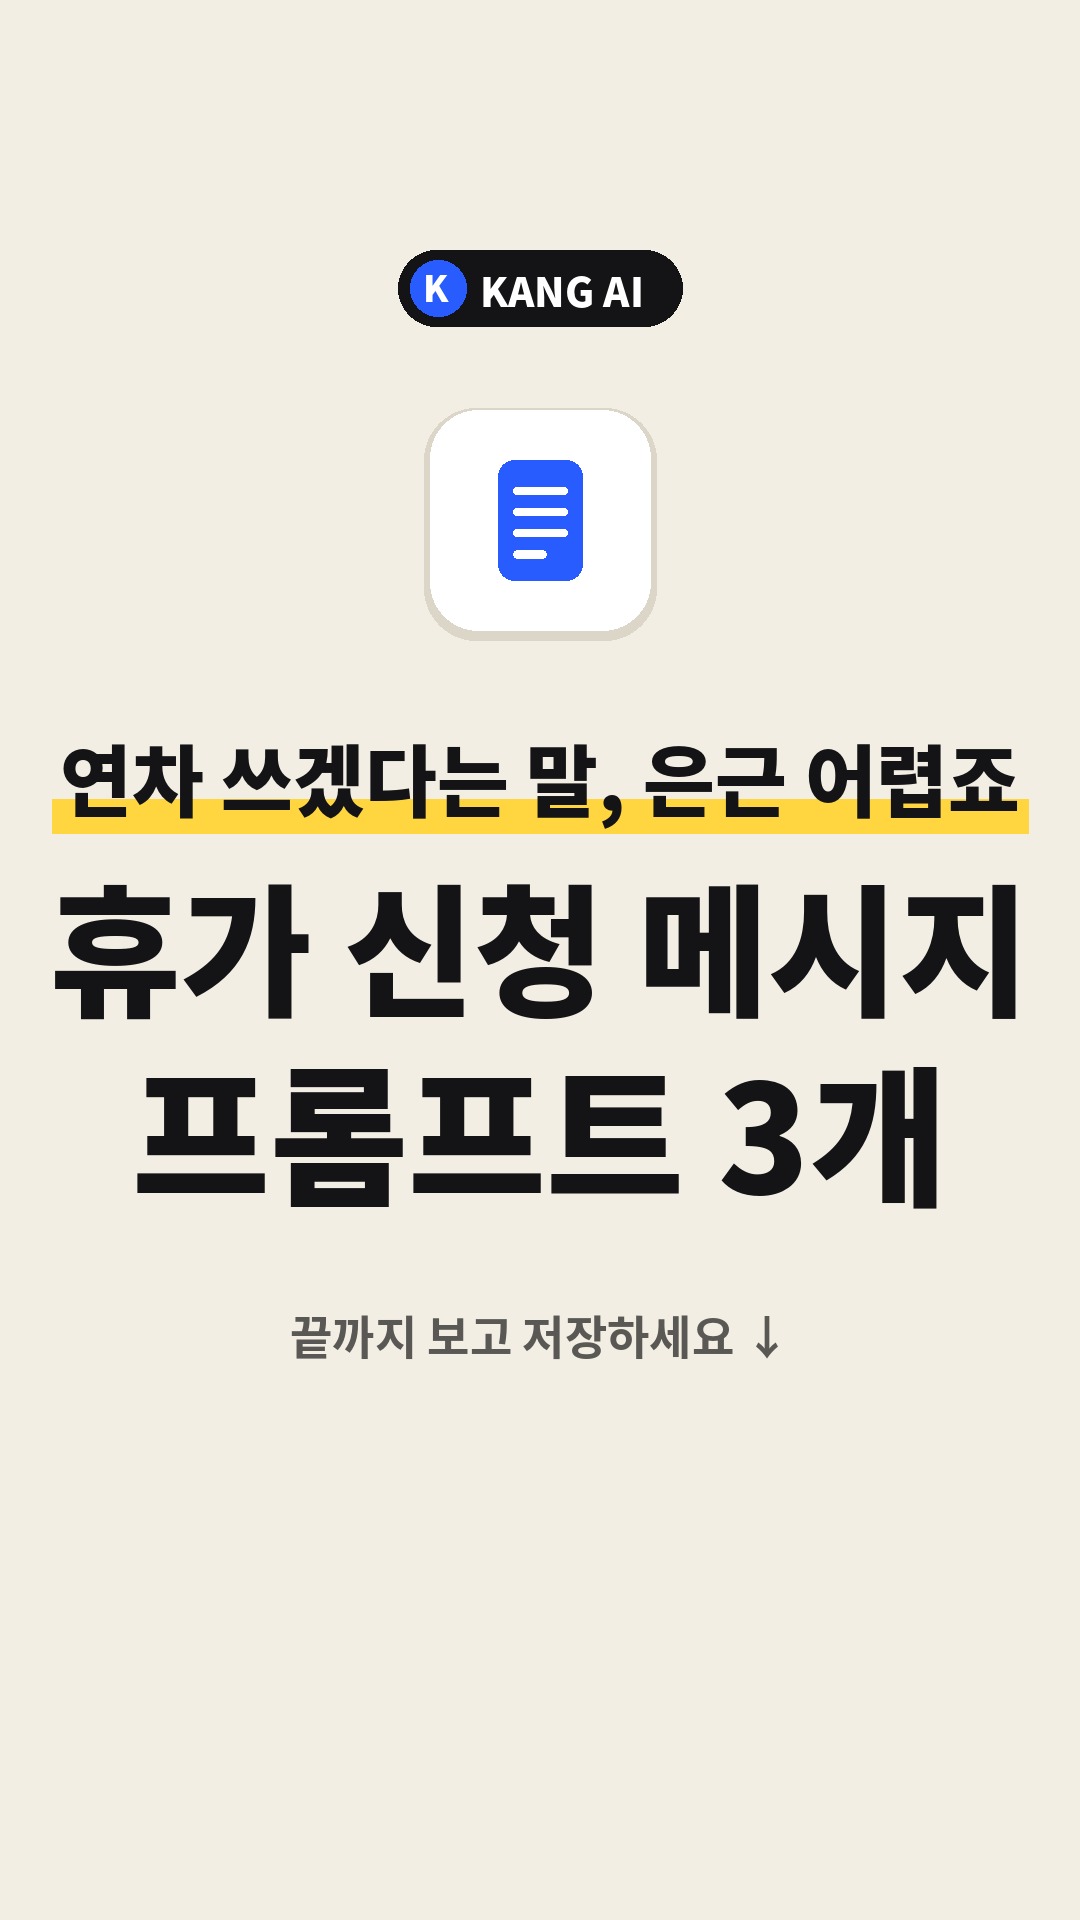 K KANG AI
연차 쓰겠다는 말, 은근 어렵죠
휴가 신청 메시지
프롬프트 3개
끝까지 보고 저장하세요 ↓